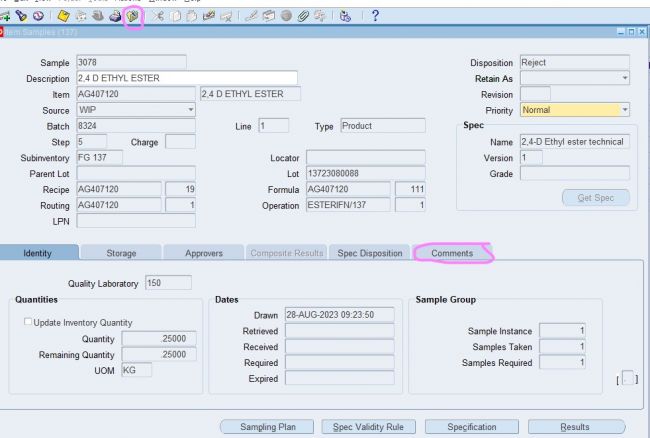 Item Samples (137)
Sample 3078 Disposition Reject
Description 2,4 D ETHYL ESTER Retain As
Item AG407120 2,4 D ETHYL ESTER Revision
Source WIP Priority Normal
Batch 8324 Line 1 Type Product Spec
Step 5 Charge Name 2,4-D Ethyl ester technical
Subinventory FG 137 Locator Version 1
Parent Lot Lot 13723080088 Grade
Recipe AG407120 19 Formula AG407120 111 Get Spec
Routing AG407120 1 Operation ESTERIFN/137 1
LPN
Identity Storage Approvers Composite Results Spec Disposition Comments
Quality Laboratory 150
Quantities Dates Sample Group
Update Inventory Quantity Drawn 28-AUG-2023 09:23:50
Quantity .25000 Retrieved Sample Instance 1
Remaining Quantity .25000 Received Samples Taken 1
UOM KG Required Samples Required 1
Expired [ . ]
Sampling Plan Spec Validity Rule Specification Results